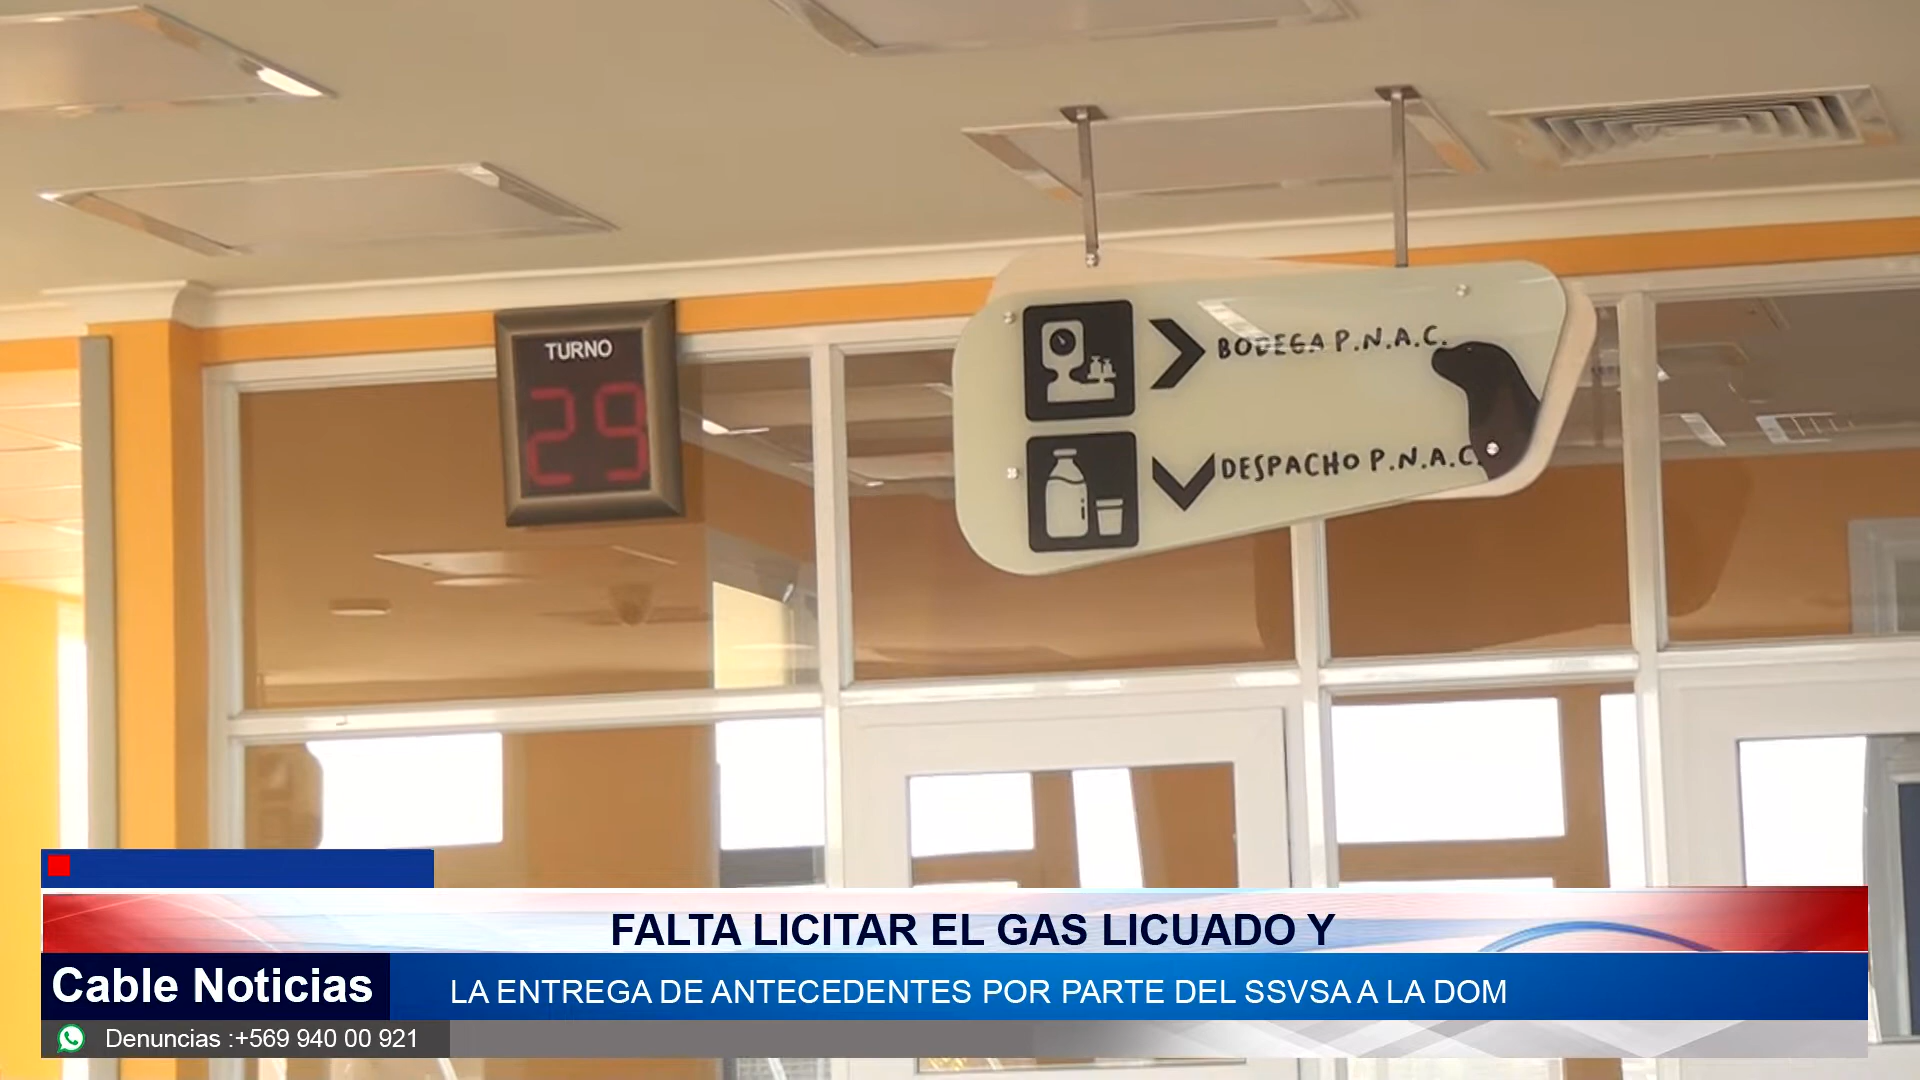 TURNO
29
BODEGA P.N.A.C.
DESPACHO P.N.A.C.
FALTA LICITAR EL GAS LICUADO Y
Cable Noticias
LA ENTREGA DE ANTECEDENTES POR PARTE DEL SSVSA A LA DOM
Denuncias :+569 940 00 921